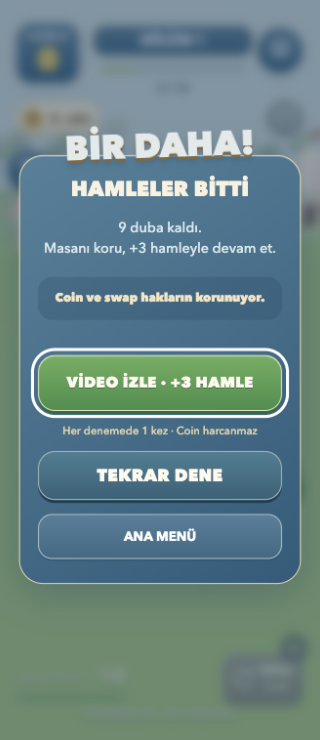 BİR DAHA!
HAMLELER BİTTİ
9 duba kaldı.
Masanı koru, +3 hamleyle devam et.
Coin ve swap hakların korunuyor.
VİDEO İZLE · +3 HAMLE
Her denemede 1 kez · Coin harcanmaz
TEKRAR DENE
ANA MENÜ